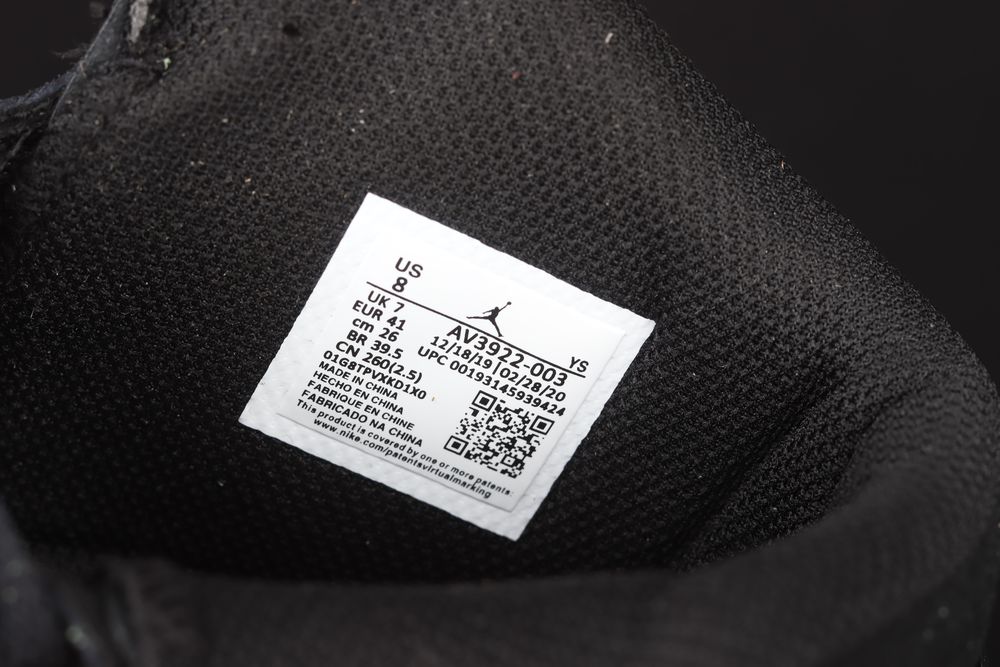 US
8
UK 7
EUR 41
cm 26
BR 39.5
CN 260(2.5)
01G8TPVXKD1X0
MADE IN CHINA
HECHO EN CHINA
FABRIQUE EN CHINE
FABRICADO NA CHINA
This product is covered by one or more patents:
www.nike.com/patentsvirtualmarking
YS
AV3922-003
12/18/19|02/28/20
UPC 00193145939424